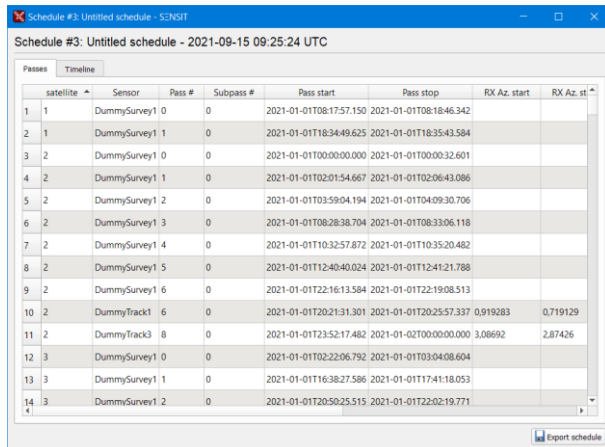 Schedule #3: Untitled schedule - SENSIT
Schedule #3: Untitled schedule - 2021-09-15 09:25:24 UTC
Passes Timeline
satellite Sensor Pass # Subpass # Pass start Pass stop RX Az. start RX Az. st
1 1 DummySurvey1 0 0 2021-01-01T08:17:57.150 2021-01-01T08:18:46.342
2 1 DummySurvey1 1 0 2021-01-01T18:34:49.625 2021-01-01T18:35:43.584
3 2 DummySurvey1 0 0 2021-01-01T00:00:00.000 2021-01-01T00:00:32.601
4 2 DummySurvey1 1 0 2021-01-01T02:01:54.667 2021-01-01T02:06:43.086
5 2 DummySurvey1 2 0 2021-01-01T03:59:04.194 2021-01-01T04:09:30.706
6 2 DummySurvey1 3 0 2021-01-01T08:28:38.704 2021-01-01T08:33:06.118
7 2 DummySurvey1 4 0 2021-01-01T10:32:57.872 2021-01-01T10:35:20.482
8 2 DummySurvey1 5 0 2021-01-01T12:40:40.024 2021-01-01T12:41:21.788
9 2 DummySurvey1 6 0 2021-01-01T22:16:13.584 2021-01-01T22:19:08.513
10 2 DummyTrack1 6 0 2021-01-01T20:21:31.301 2021-01-01T20:25:57.337 0,919283 0,719129
11 2 DummyTrack3 8 0 2021-01-01T23:52:17.482 2021-01-02T00:00:00.000 3,08692 2,87426
12 3 DummySurvey1 0 0 2021-01-01T02:22:06.792 2021-01-01T03:04:08.604
13 3 DummySurvey1 1 0 2021-01-01T16:38:27.586 2021-01-01T17:41:18.053
14 3 DummySurvey1 2 0 2021-01-01T20:50:25.515 2021-01-01T22:02:19.771
Export schedule